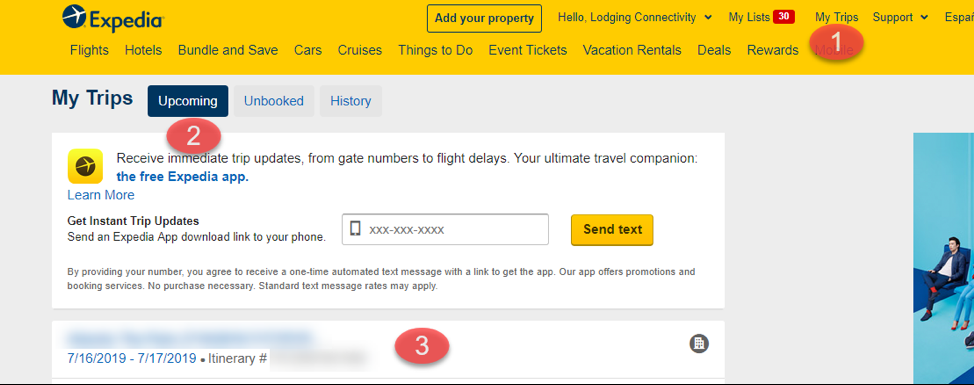 Expedia
Add your property
Hello, Lodging Connectivity
My Lists 30
My Trips
Support
Españ
Flights Hotels Bundle and Save Cars Cruises Things to Do Event Tickets Vacation Rentals Deals Rewards Mobile
1
My Trips Upcoming Unbooked History
2
Receive immediate trip updates, from gate numbers to flight delays. Your ultimate travel companion:
the free Expedia app.
Learn More
Get Instant Trip Updates
Send an Expedia App download link to your phone.
xxx-xxx-xxxx
Send text
By providing your number, you agree to receive a one-time automated text message with a link to get the app. Our app offers promotions and
booking services. No purchase necessary. Standard text message rates may apply.
3
7/16/2019 - 7/17/2019 • Itinerary #